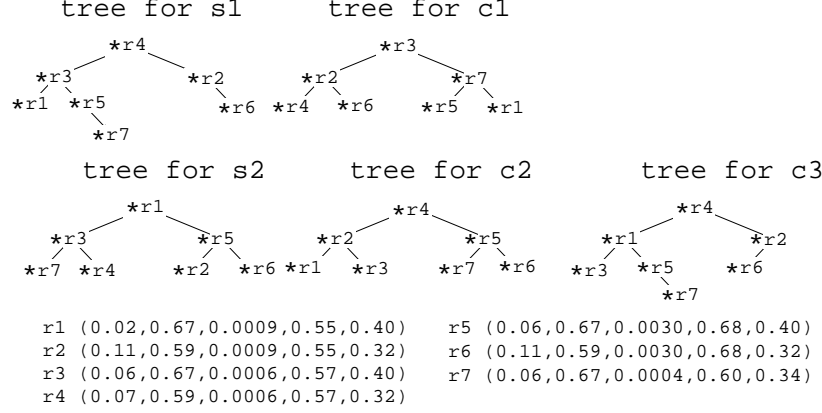 tree for s1 tree for c1
*r4 *r3
*r3 *r2 *r2 *r7
*r1 *r5 *r6 *r4 *r6 *r5 *r1
*r7
tree for s2 tree for c2 tree for c3
*r1 *r4 *r4
*r3 *r5 *r2 *r5 *r1 *r2
*r7 *r4 *r2 *r6 *r1 *r3 *r7 *r6 *r3 *r5 *r6
*r7
r1 (0.02,0.67,0.0009,0.55,0.40) r5 (0.06,0.67,0.0030,0.68,0.40)
r2 (0.11,0.59,0.0009,0.55,0.32) r6 (0.11,0.59,0.0030,0.68,0.32)
r3 (0.06,0.67,0.0006,0.57,0.40) r7 (0.06,0.67,0.0004,0.60,0.34)
r4 (0.07,0.59,0.0006,0.57,0.32)